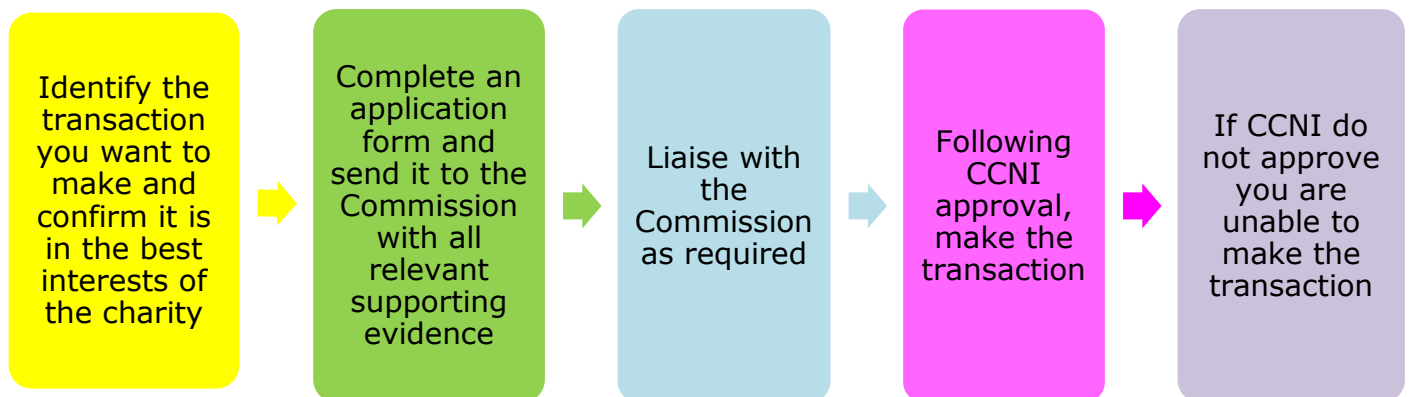 Identify the
transaction
you want to
make and
confirm it is
in the best
interests of
the charity
Complete an
application
form and
send it to the
Commission
with all
relevant
supporting
evidence
Liaise with
the
Commission
as required
Following
CCNI
approval,
make the
transaction
If CCNI do
not approve
you are
unable to
make the
transaction